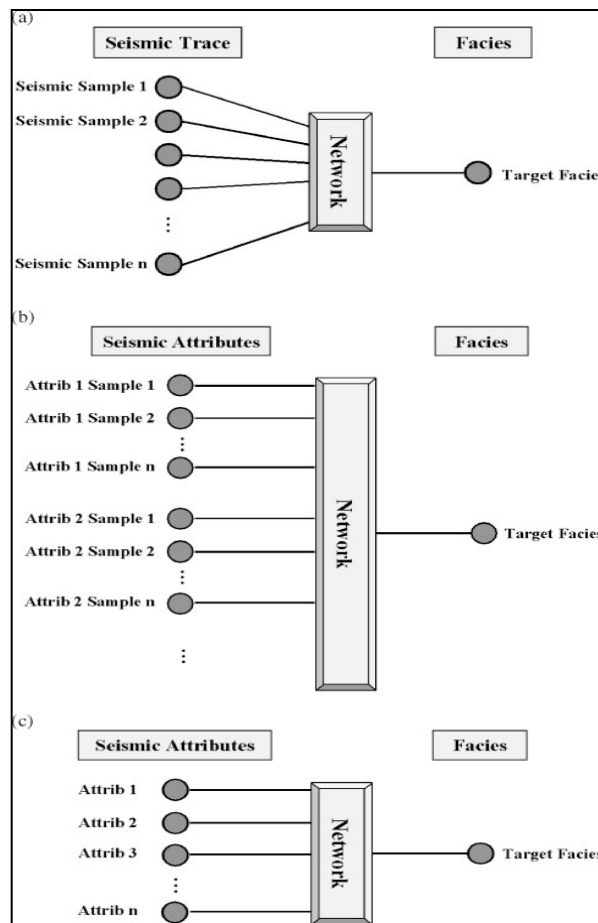 (a)
Seismic Trace Facies
Seismic Sample 1
Seismic Sample 2
Network
Target Facies
⋮
Seismic Sample n
(b)
Seismic Attributes Facies
Attrib 1 Sample 1
Attrib 1 Sample 2
⋮
Attrib 1 Sample n
Attrib 2 Sample 1
Network
Target Facies
Attrib 2 Sample 2
⋮
Attrib 2 Sample n
⋮
(c)
Seismic Attributes Facies
Attrib 1
Attrib 2
Network
Attrib 3
Target Facies
⋮
Attrib n